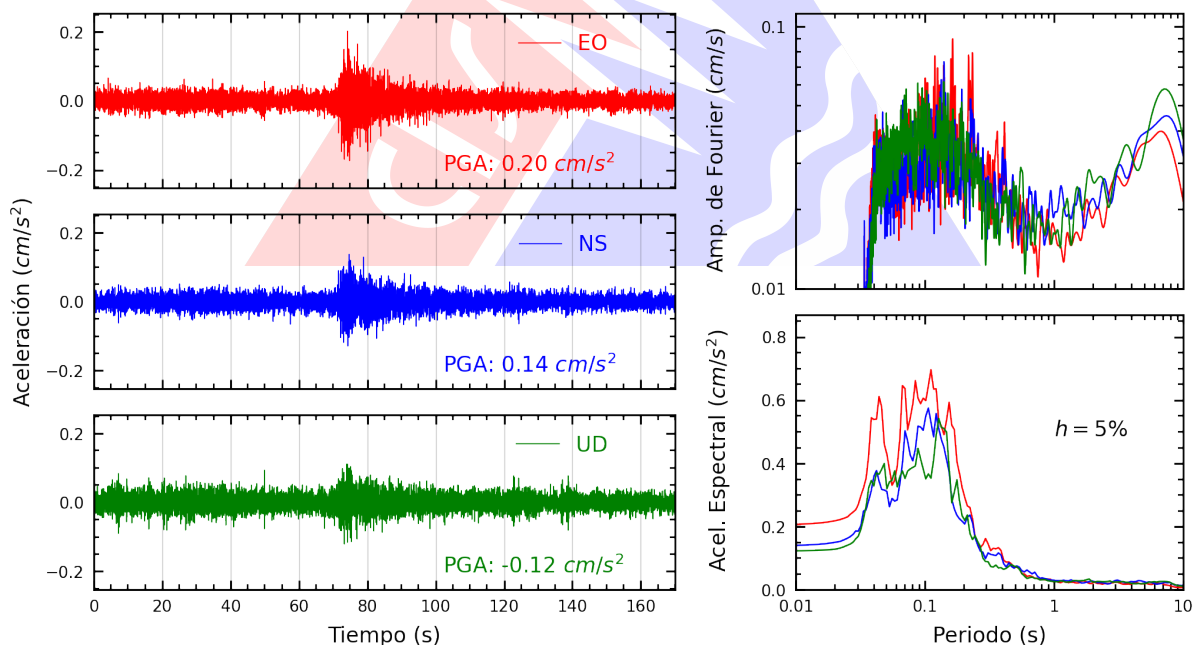 0.2
0.0
−0.2
EO
PGA: 0.20 cm/s²
0.2
0.0
−0.2
NS
PGA: 0.14 cm/s²
0.2
0.0
−0.2
UD
PGA: -0.12 cm/s²
0 20 40 60 80 100 120 140 160
Tiempo (s)
Aceleración (cm/s²)
0.1
0.01
Amp. de Fourier (cm/s)
0.8
0.6
0.4
0.2
0.0
h = 5%
0.01 0.1 1 10
Periodo (s)
Acel. Espectral (cm/s²)